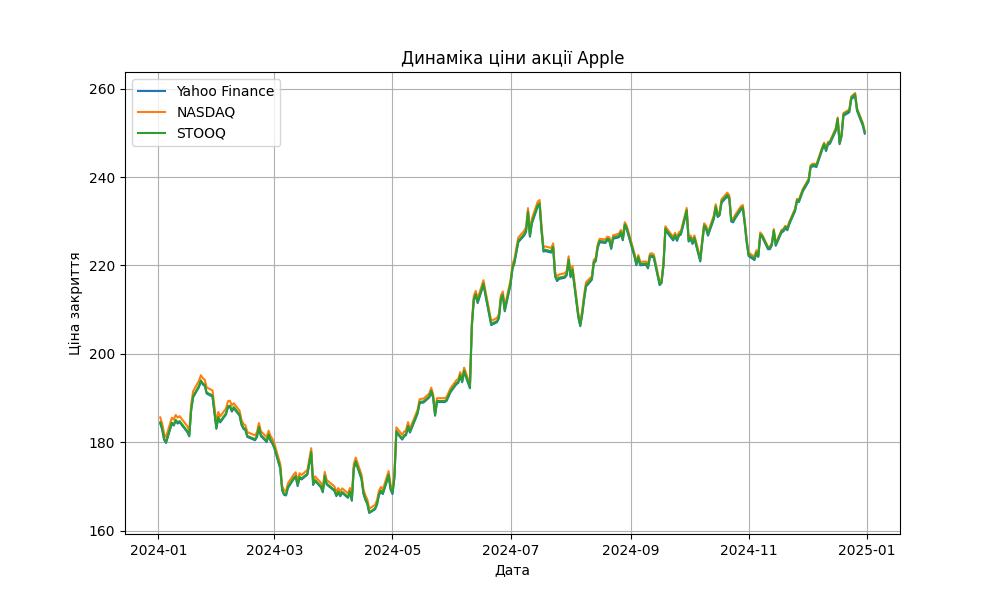 Динаміка ціни акції Apple
Yahoo Finance
NASDAQ
STOOQ
Ціна закриття
260
240
220
200
180
160
2024-01 2024-03 2024-05 2024-07 2024-09 2024-11 2025-01
Дата